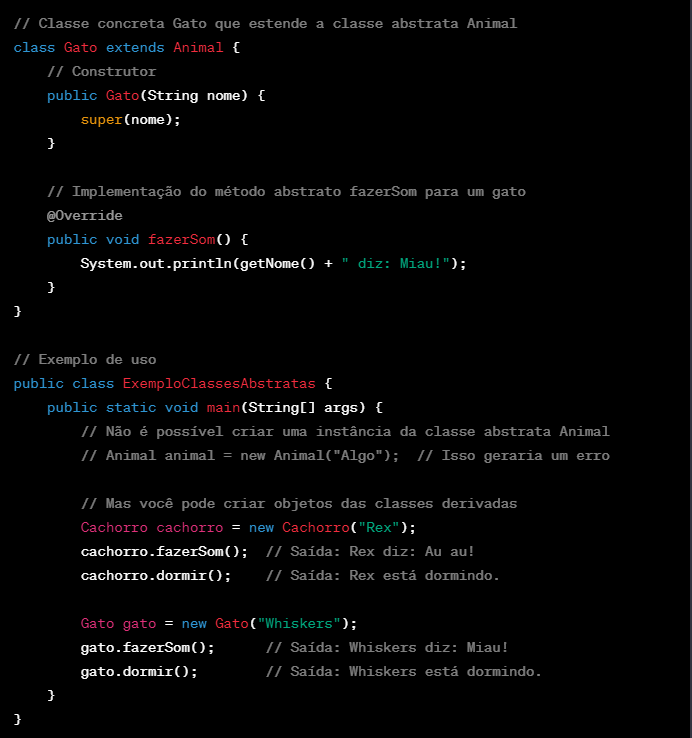 // Classe concreta Gato que estende a classe abstrata Animal
class Gato extends Animal {
    // Construtor
    public Gato(String nome) {
        super(nome);
    }

    // Implementação do método abstrato fazerSom para um gato
    @Override
    public void fazerSom() {
        System.out.println(getNome() + " diz: Miau!");
    }
}

// Exemplo de uso
public class ExemploClassesAbstratas {
    public static void main(String[] args) {
        // Não é possível criar uma instância da classe abstrata Animal
        // Animal animal = new Animal("Algo");  // Isso geraria um erro

        // Mas você pode criar objetos das classes derivadas
        Cachorro cachorro = new Cachorro("Rex");
        cachorro.fazerSom();  // Saída: Rex diz: Au au!
        cachorro.dormir();    // Saída: Rex está dormindo.

        Gato gato = new Gato("Whiskers");
        gato.fazerSom();      // Saída: Whiskers diz: Miau!
        gato.dormir();        // Saída: Whiskers está dormindo.
    }
}